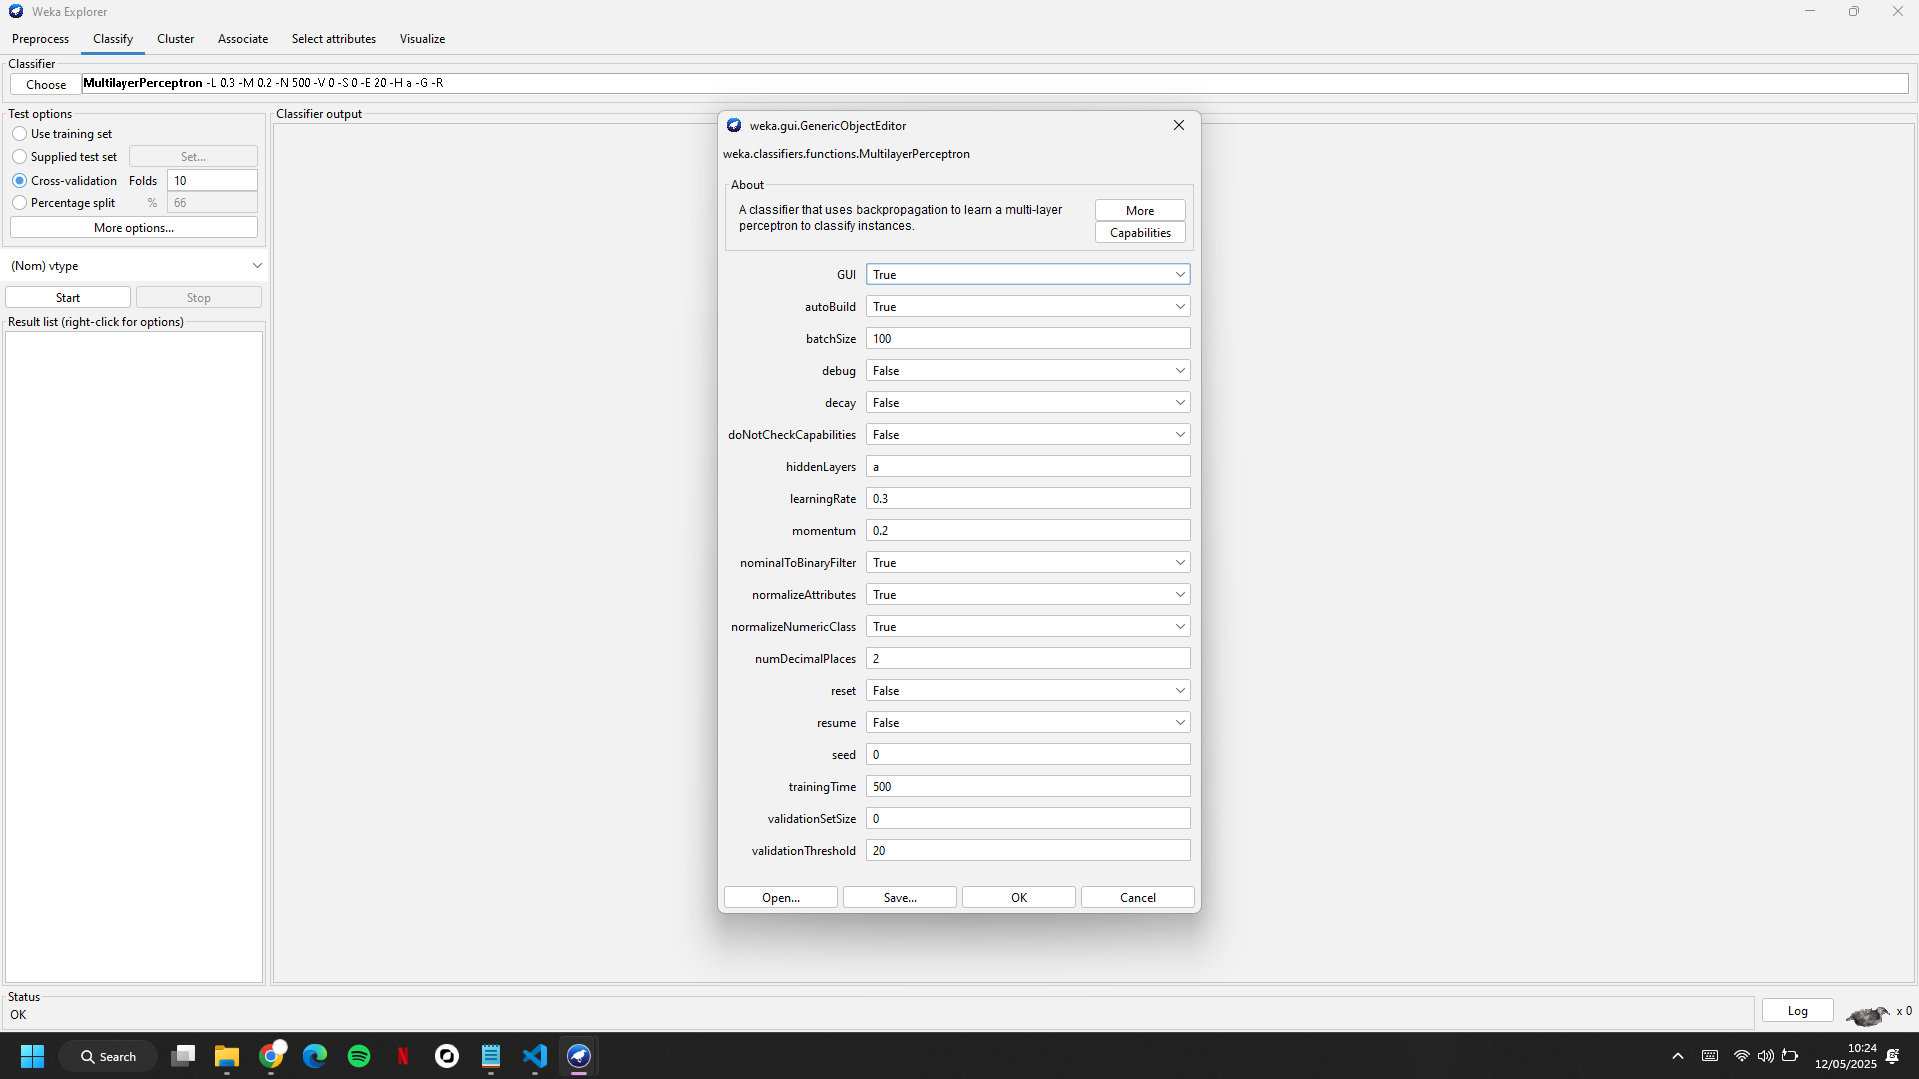 Weka Explorer
Preprocess Classify Cluster Associate Select attributes Visualize
Classifier
Choose MultilayerPerceptron -L 0.3 -M 0.2 -N 500 -V 0 -S 0 -E 20 -H a -G -R
Test options
Use training set
Supplied test set Set...
Cross-validation Folds 10
Percentage split % 66
More options...
(Nom) vtype
Start Stop
Result list (right-click for options)
Classifier output
weka.gui.GenericObjectEditor
weka.classifiers.functions.MultilayerPerceptron
About
A classifier that uses backpropagation to learn a multi-layer
perceptron to classify instances.
More
Capabilities
GUI True
autoBuild True
batchSize 100
debug False
decay False
doNotCheckCapabilities False
hiddenLayers a
learningRate 0.3
momentum 0.2
nominalToBinaryFilter True
normalizeAttributes True
normalizeNumericClass True
numDecimalPlaces 2
reset False
resume False
seed 0
trainingTime 500
validationSetSize 0
validationThreshold 20
Open... Save... OK Cancel
Status
OK
Log x 0
Search
10:24
12/05/2025